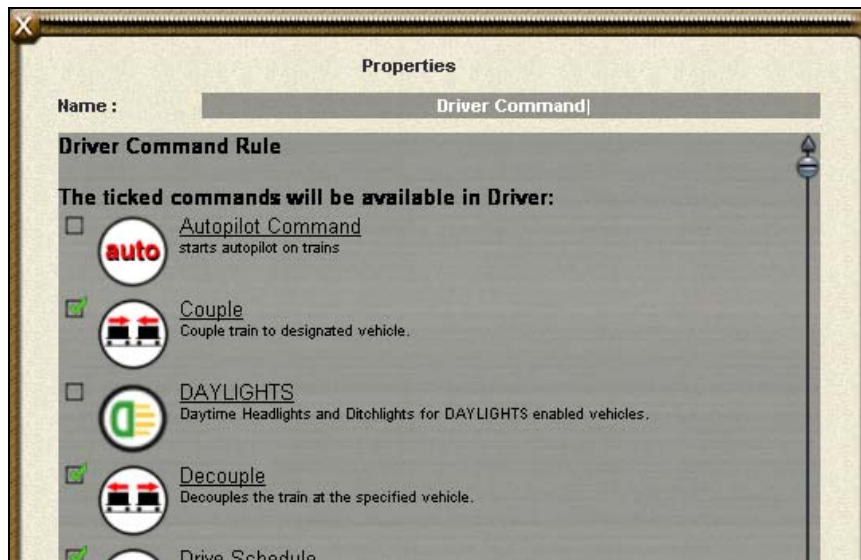 X
Properties
Name :
Driver Command
Driver Command Rule
The ticked commands will be available in Driver:
auto
Autopilot Command
starts autopilot on trains
Couple
Couple train to designated vehicle.
DAYLIGHTS
Daytime Headlights and Ditchlights for DAYLIGHTS enabled vehicles.
Decouple
Decouples the train at the specified vehicle.
Drive Schedule